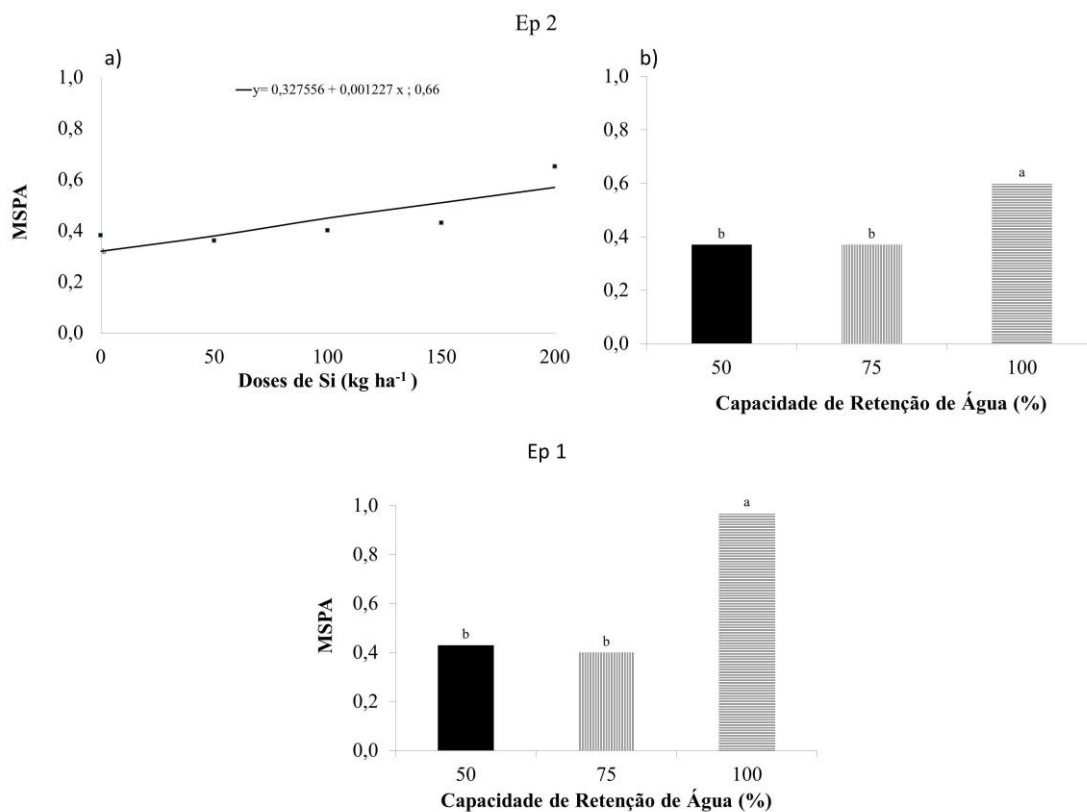 Ep 2
a)
y= 0,327556 + 0,001227 x ; 0,66
1,0
0,8
0,6
0,4
0,2
0,0
MSPA
0 50 100 150 200
Doses de Si (kg ha⁻¹ )
b)
1,0
0,8
0,6
0,4
0,2
0,0
b b a
50 75 100
Capacidade de Retenção de Água (%)
Ep 1
1,0
0,8
0,6
0,4
0,2
0,0
MSPA
b b a
50 75 100
Capacidade de Retenção de Água (%)